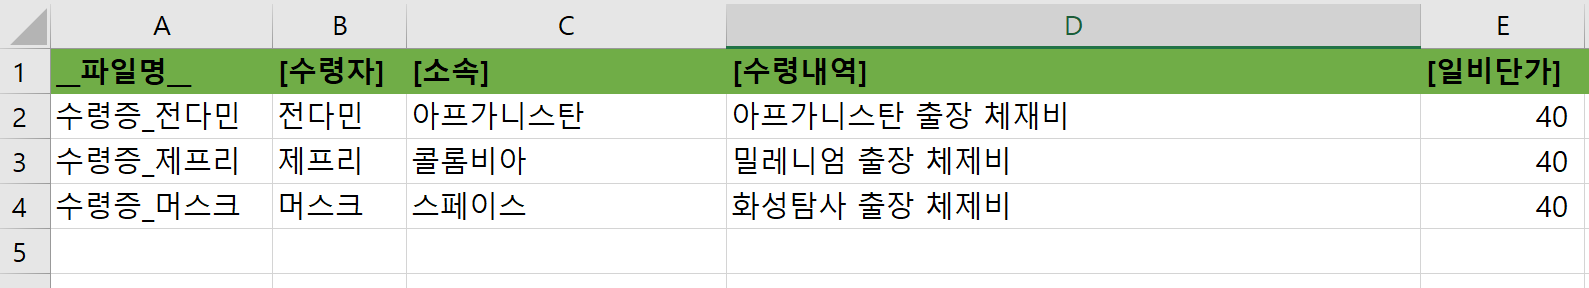 A B C D E
1 __파일명__ [수령자] [소속] [수령내역] [일비단가]
2 수령증_전다민 전다민 아프가니스탄 아프가니스탄 출장 체재비 40
3 수령증_제프리 제프리 콜롬비아 밀레니엄 출장 체제비 40
4 수령증_머스크 머스크 스페이스 화성탐사 출장 체제비 40
5